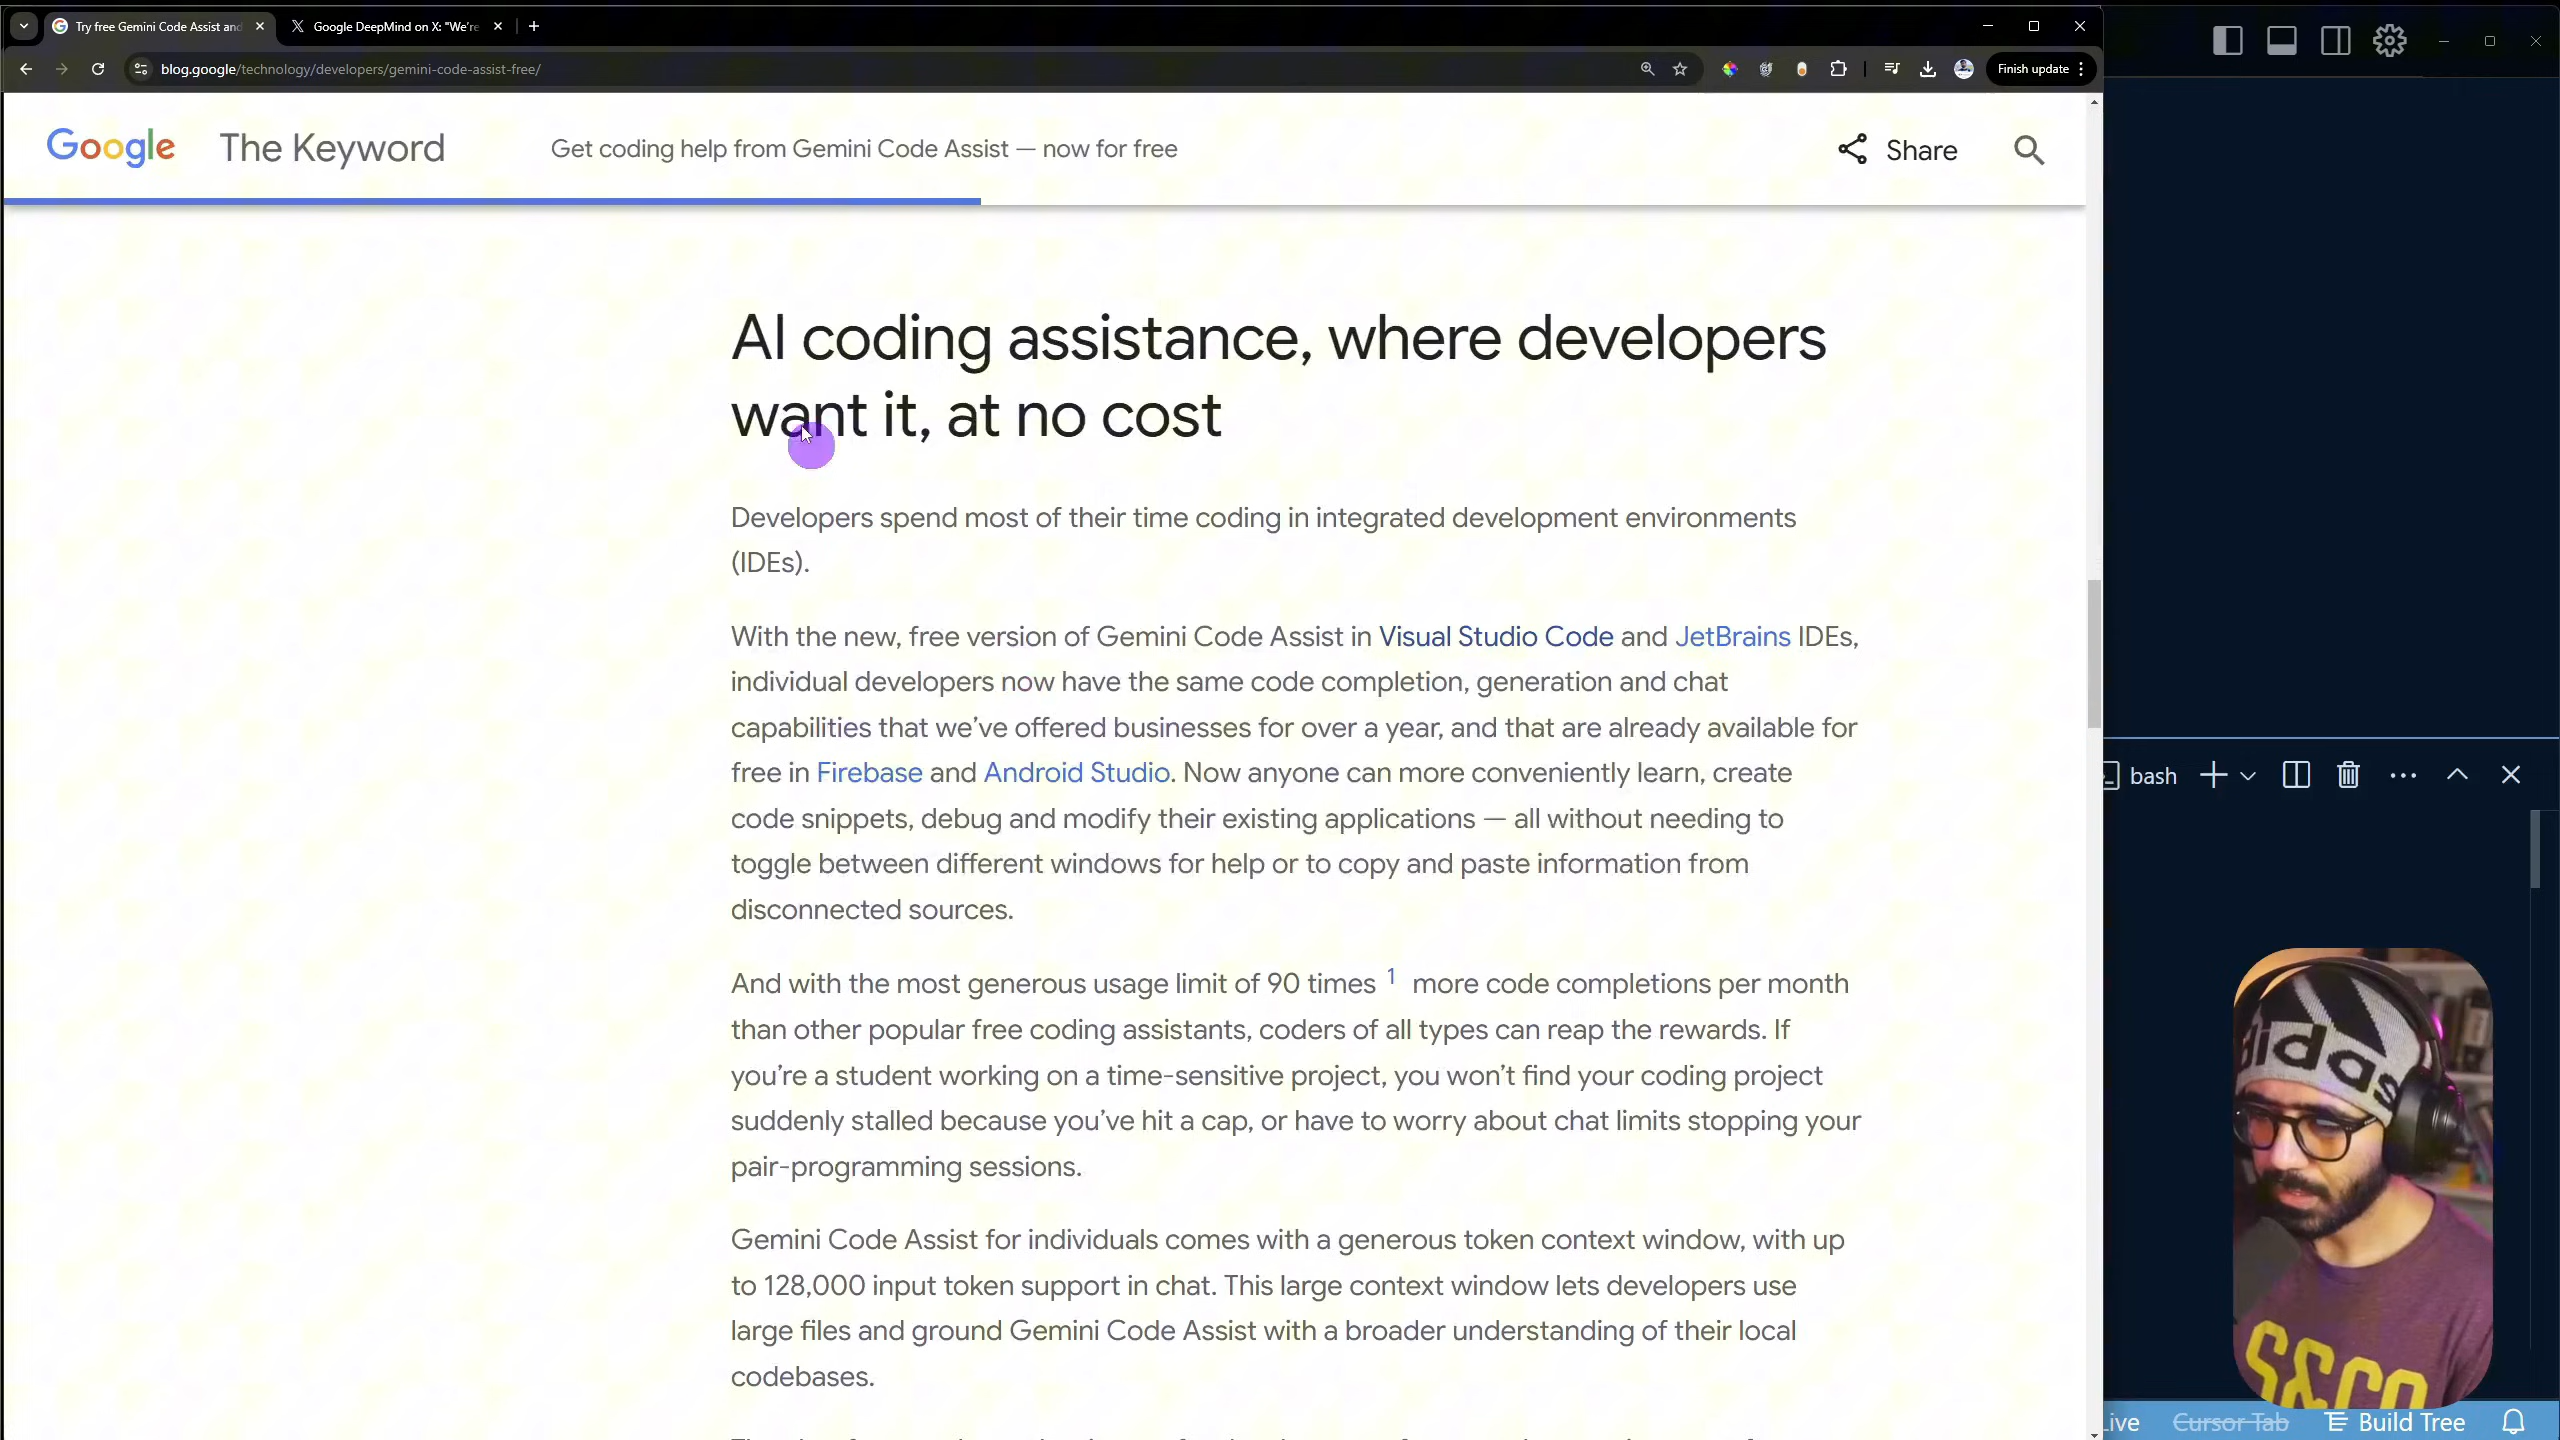 Try free Gemini Code Assist and
Google DeepMind on X: "We're
blog.google/technology/developers/gemini-code-assist-free/
Finish update
Google The Keyword
Get coding help from Gemini Code Assist — now for free
Share
AI coding assistance, where developers
want it, at no cost
Developers spend most of their time coding in integrated development environments
(IDEs).
With the new, free version of Gemini Code Assist in Visual Studio Code and JetBrains IDEs,
individual developers now have the same code completion, generation and chat
capabilities that we've offered businesses for over a year, and that are already available for
free in Firebase and Android Studio. Now anyone can more conveniently learn, create
code snippets, debug and modify their existing applications — all without needing to
toggle between different windows for help or to copy and paste information from
disconnected sources.
And with the most generous usage limit of 90 times 1 more code completions per month
than other popular free coding assistants, coders of all types can reap the rewards. If
you're a student working on a time-sensitive project, you won't find your coding project
suddenly stalled because you've hit a cap, or have to worry about chat limits stopping your
pair-programming sessions.
Gemini Code Assist for individuals comes with a generous token context window, with up
to 128,000 input token support in chat. This large context window lets developers use
large files and ground Gemini Code Assist with a broader understanding of their local
codebases.
bash
adidas
Cursor Tab
Build Tree